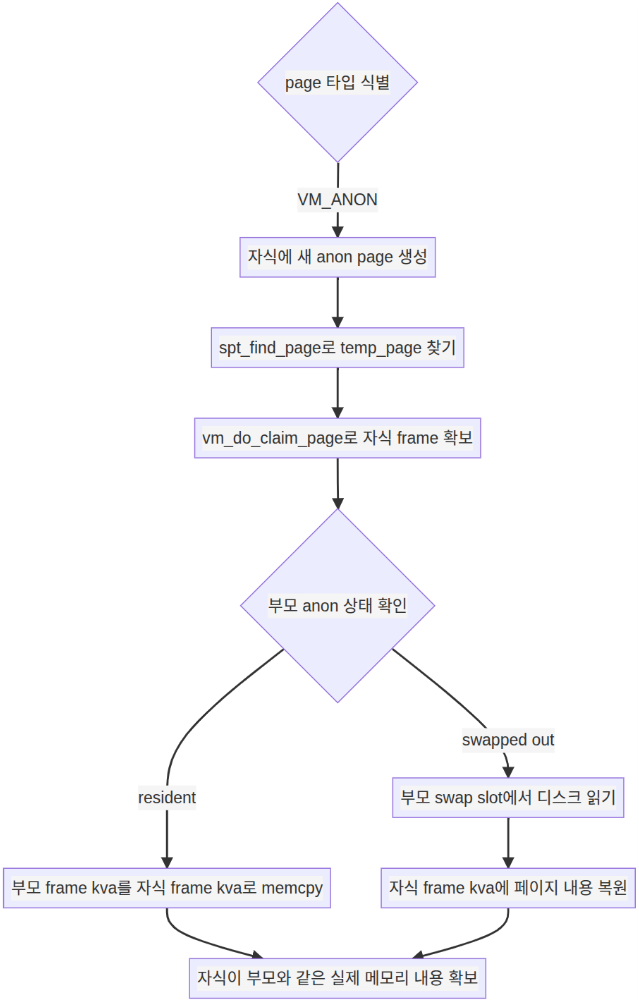 page 타입 식별
VM_ANON
자식에 새 anon page 생성
spt_find_page로 temp_page 찾기
vm_do_claim_page로 자식 frame 확보
부모 anon 상태 확인
swapped out
resident
부모 swap slot에서 디스크 읽기
부모 frame kva를 자식 frame kva로 memcpy
자식 frame kva에 페이지 내용 복원
자식이 부모와 같은 실제 메모리 내용 확보